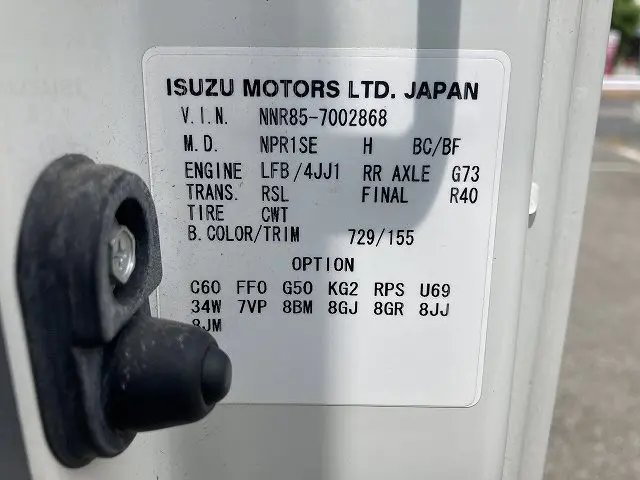 ISUZU MOTORS LTD. JAPAN
V.I.N. NNR85-7002868
M.D. NPR1SE H BC/BF
ENGINE LFB/4JJ1 RR AXLE G73
TRANS. RSL FINAL R40
TIRE CWT
B.COLOR/TRIM 729/155
OPTION
C60 FF0 G50 KG2 RPS U69
34W 7VP 8BM 8GJ 8GR 8JJ
8JM